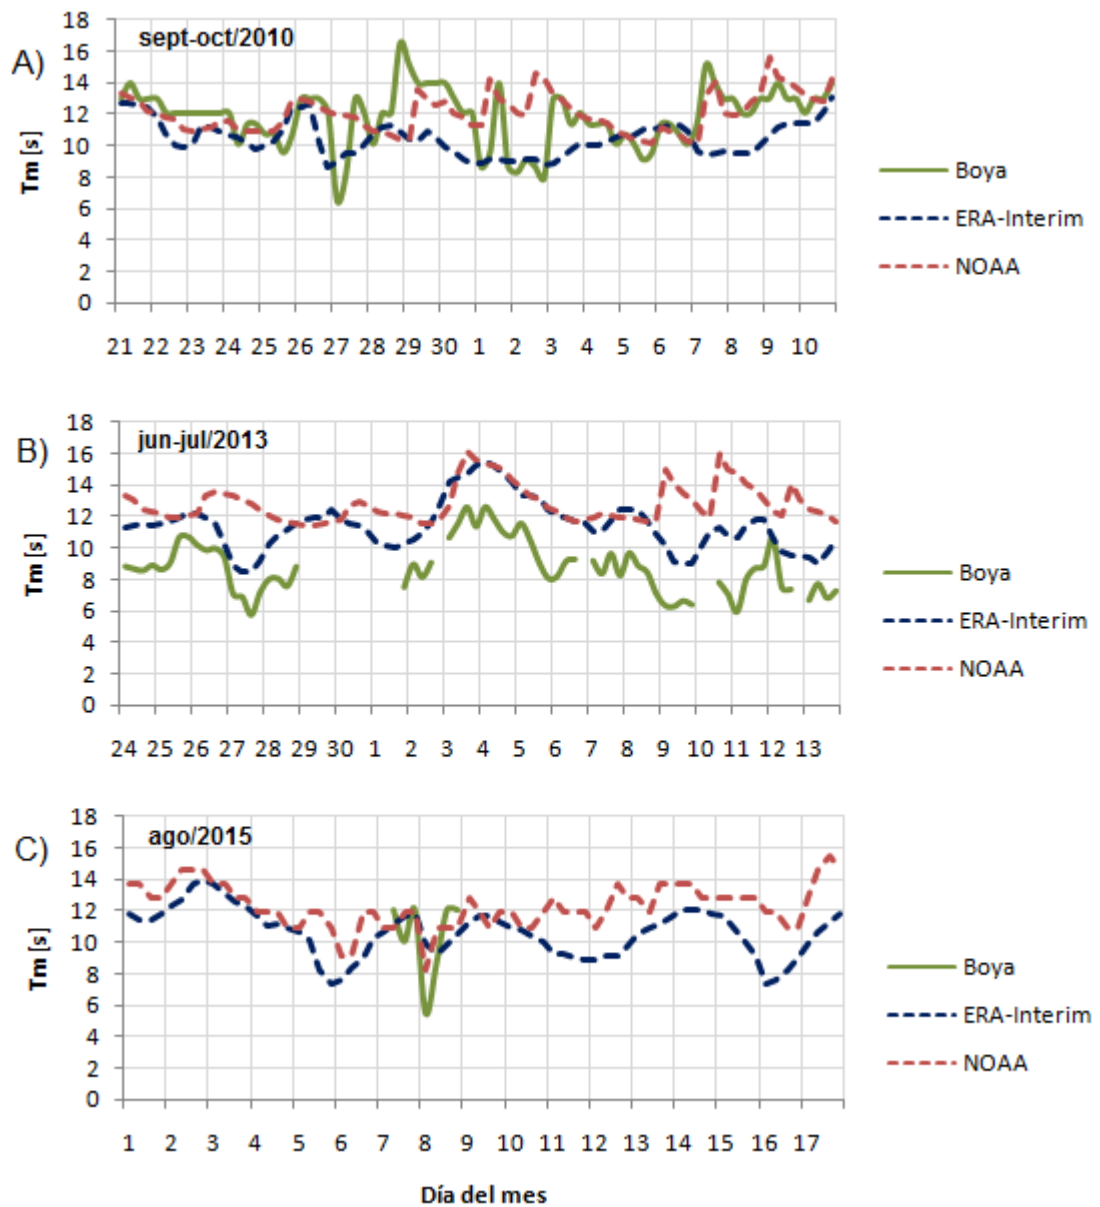 A)
sept-oct/2010
Tm [s]
18
16
14
12
10
8
6
4
2
0
21 22 23 24 25 26 27 28 29 30 1 2 3 4 5 6 7 8 9 10
Boya
ERA-Interim
NOAA
B)
jun-jul/2013
Tm [s]
18
16
14
12
10
8
6
4
2
0
24 25 26 27 28 29 30 1 2 3 4 5 6 7 8 9 10 11 12 13
Boya
ERA-Interim
NOAA
C)
ago/2015
Tm [s]
18
16
14
12
10
8
6
4
2
0
1 2 3 4 5 6 7 8 9 10 11 12 13 14 15 16 17
Boya
ERA-Interim
NOAA
Día del mes